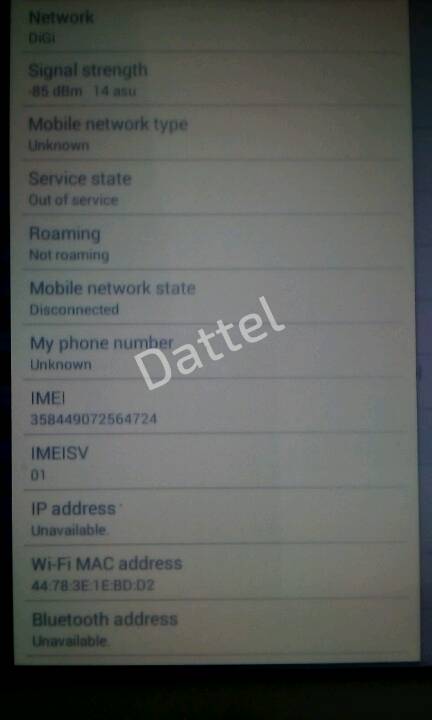 Network
DiGi
Signal strength
-85 dBm 14 asu
Mobile network type
Unknown
Service state
Out of service
Roaming
Not roaming
Mobile network state
Disconnected
My phone number
Unknown
Dattel
IMEI
358449072564724
IMEISV
01
IP address
Unavailable.
Wi-Fi MAC address
44:78:3E:1E:BD:D2
Bluetooth address
Unavailable.